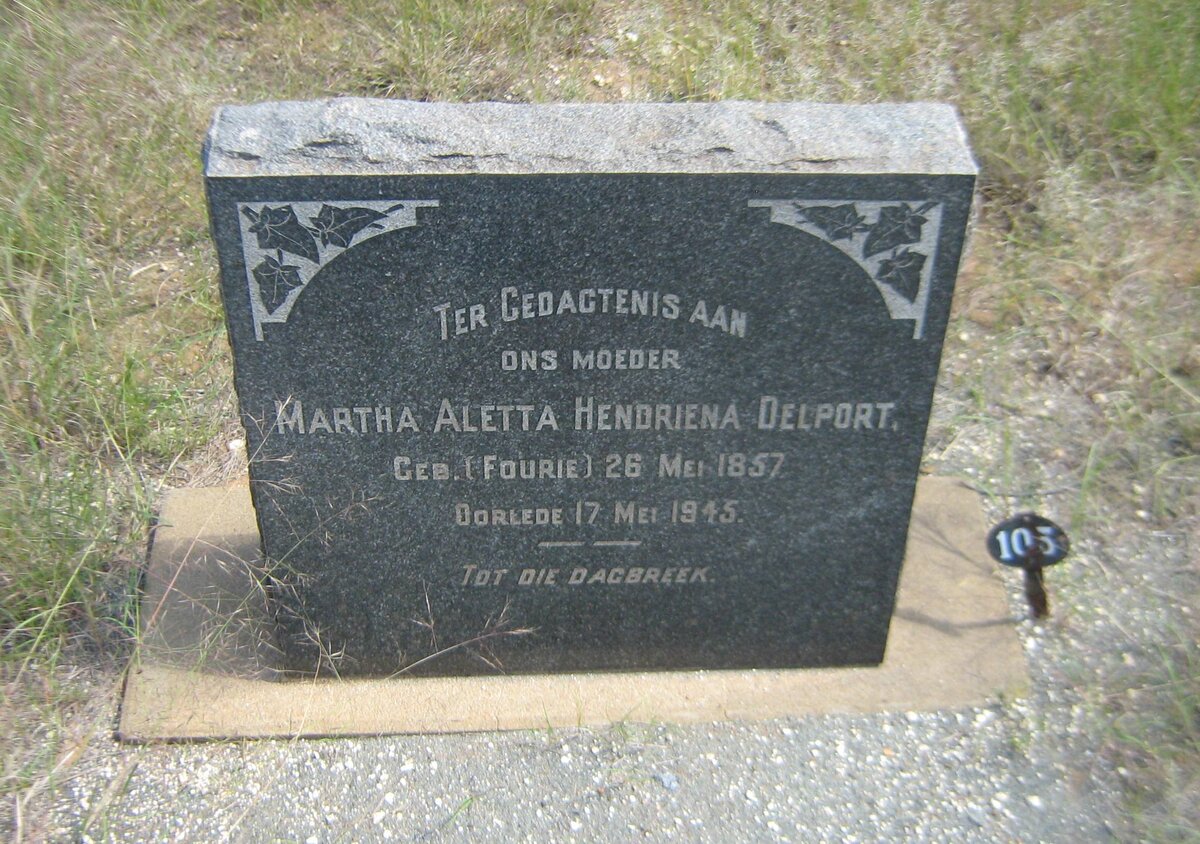 TER GEDACTENIS AAN
ONS MOEDER
MARTHA ALETTA HENDRIENA DELPORT,
GEB. (FOURIE) 26 MEI 1857
OORLEDE 17 MEI 1945.
TOT DIE DAGBREEK.
105